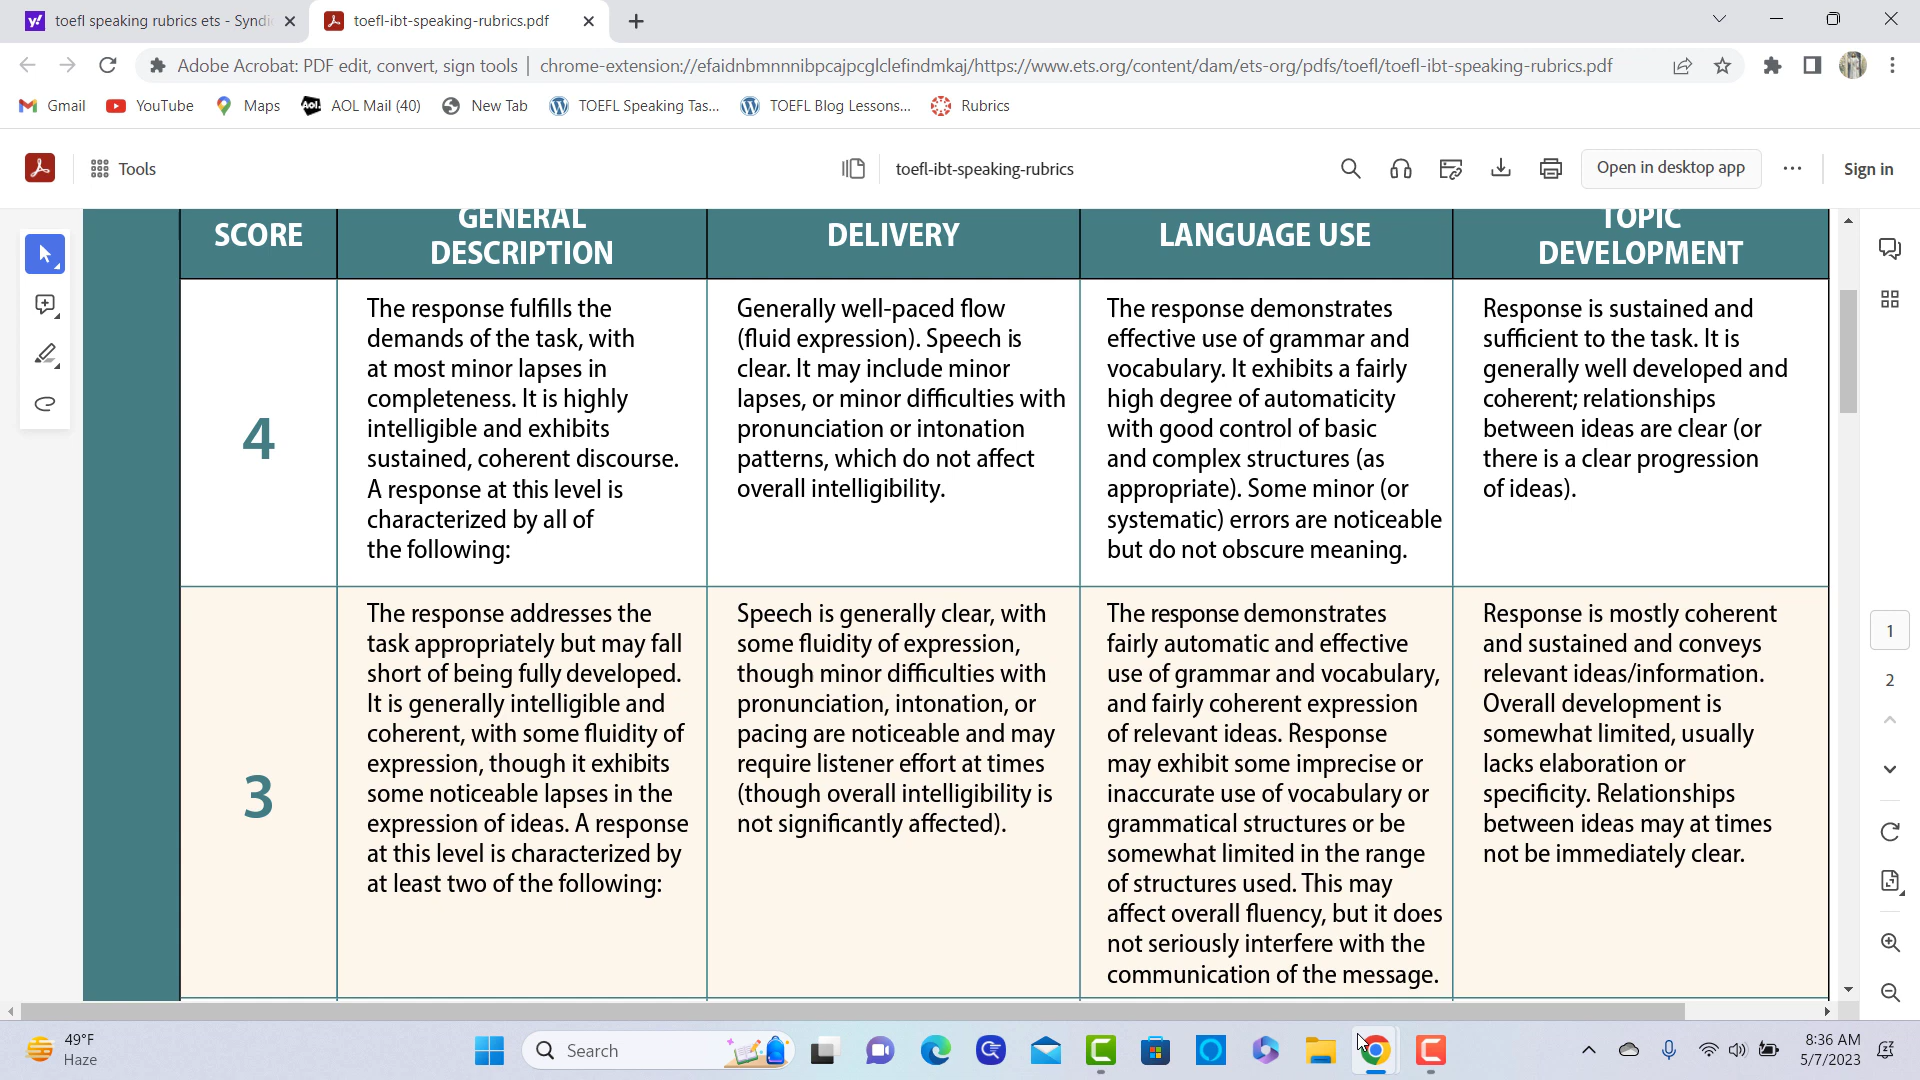 toefl speaking rubrics ets - Syndi
toefl-ibt-speaking-rubrics.pdf
Adobe Acrobat: PDF edit, convert, sign tools | chrome-extension://efaidnbmnnnibpcajpcglclefindmkaj/https://www.ets.org/content/dam/ets-org/pdfs/toefl/toefl-ibt-speaking-rubrics.pdf
Gmail YouTube Maps AOL Mail (40) New Tab TOEFL Speaking Tas... TOEFL Blog Lessons... Rubrics
Tools toefl-ibt-speaking-rubrics Open in desktop app ... Sign in
SCORE
GENERAL
DESCRIPTION
DELIVERY
LANGUAGE USE
TOPIC
DEVELOPMENT
4
The response fulfills the
demands of the task, with
at most minor lapses in
completeness. It is highly
intelligible and exhibits
sustained, coherent discourse.
A response at this level is
characterized by all of
the following:
Generally well-paced flow
(fluid expression). Speech is
clear. It may include minor
lapses, or minor difficulties with
pronunciation or intonation
patterns, which do not affect
overall intelligibility.
The response demonstrates
effective use of grammar and
vocabulary. It exhibits a fairly
high degree of automaticity
with good control of basic
and complex structures (as
appropriate). Some minor (or
systematic) errors are noticeable
but do not obscure meaning.
Response is sustained and
sufficient to the task. It is
generally well developed and
coherent; relationships
between ideas are clear (or
there is a clear progression
of ideas).
3
The response addresses the
task appropriately but may fall
short of being fully developed.
It is generally intelligible and
coherent, with some fluidity of
expression, though it exhibits
some noticeable lapses in the
expression of ideas. A response
at this level is characterized by
at least two of the following:
Speech is generally clear, with
some fluidity of expression,
though minor difficulties with
pronunciation, intonation, or
pacing are noticeable and may
require listener effort at times
(though overall intelligibility is
not significantly affected).
The response demonstrates
fairly automatic and effective
use of grammar and vocabulary,
and fairly coherent expression
of relevant ideas. Response
may exhibit some imprecise or
inaccurate use of vocabulary or
grammatical structures or be
somewhat limited in the range
of structures used. This may
affect overall fluency, but it does
not seriously interfere with the
communication of the message.
Response is mostly coherent
and sustained and conveys
relevant ideas/information.
Overall development is
somewhat limited, usually
lacks elaboration or
specificity. Relationships
between ideas may at times
not be immediately clear.
1
2
49°F
Haze
Search
8:36 AM
5/7/2023